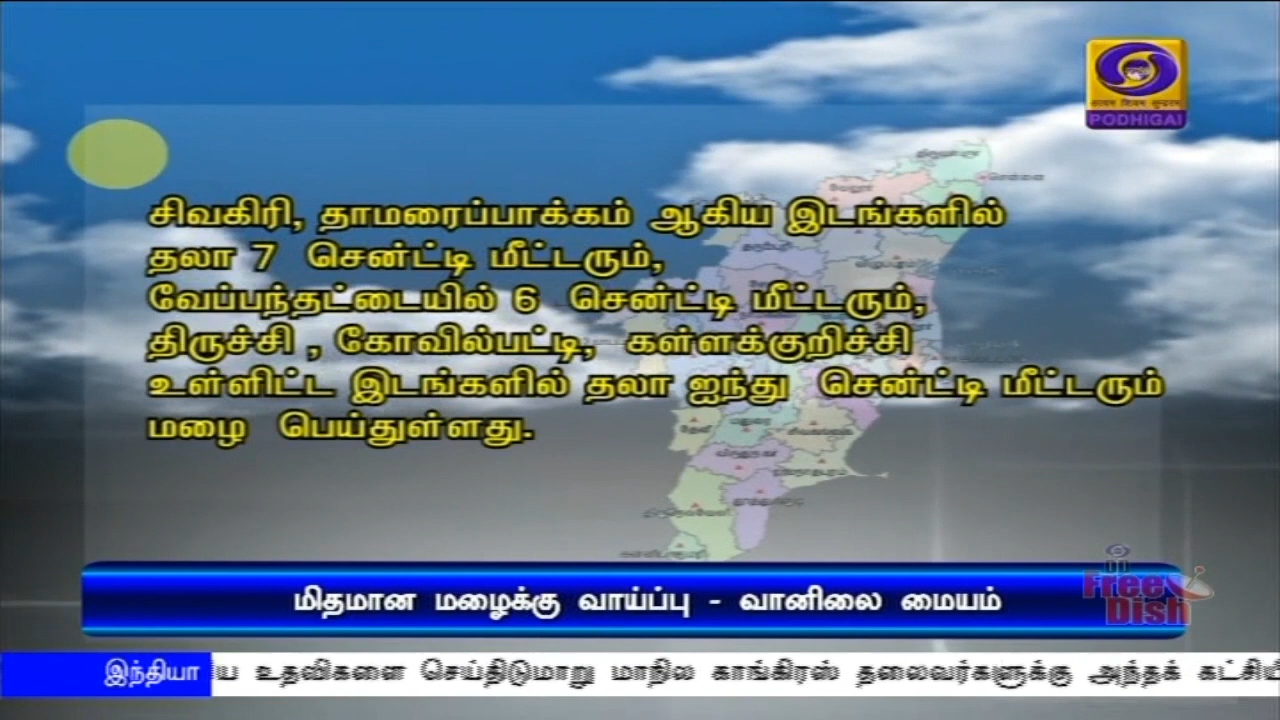 PODHIGAI
சிவகிரி, தாமரைப்பாக்கம் ஆகிய இடங்களில்
தலா 7 சென்ட்டி மீட்டரும்,
வேப்பந்தட்டையில் 6 சென்ட்டி மீட்டரும்,
திருச்சி , கோவில்பட்டி, கள்ளக்குறிச்சி
உள்ளிட்ட இடங்களில் தலா ஐந்து சென்ட்டி மீட்டரும்
மழை பெய்துள்ளது.
மிதமான மழைக்கு வாய்ப்பு - வானிலை மையம்
DD Free Dish
இந்தியா உதவிகளை செய்திடுமாறு மாநில காங்கிரஸ் தலைவர்களுக்கு அந்தக்